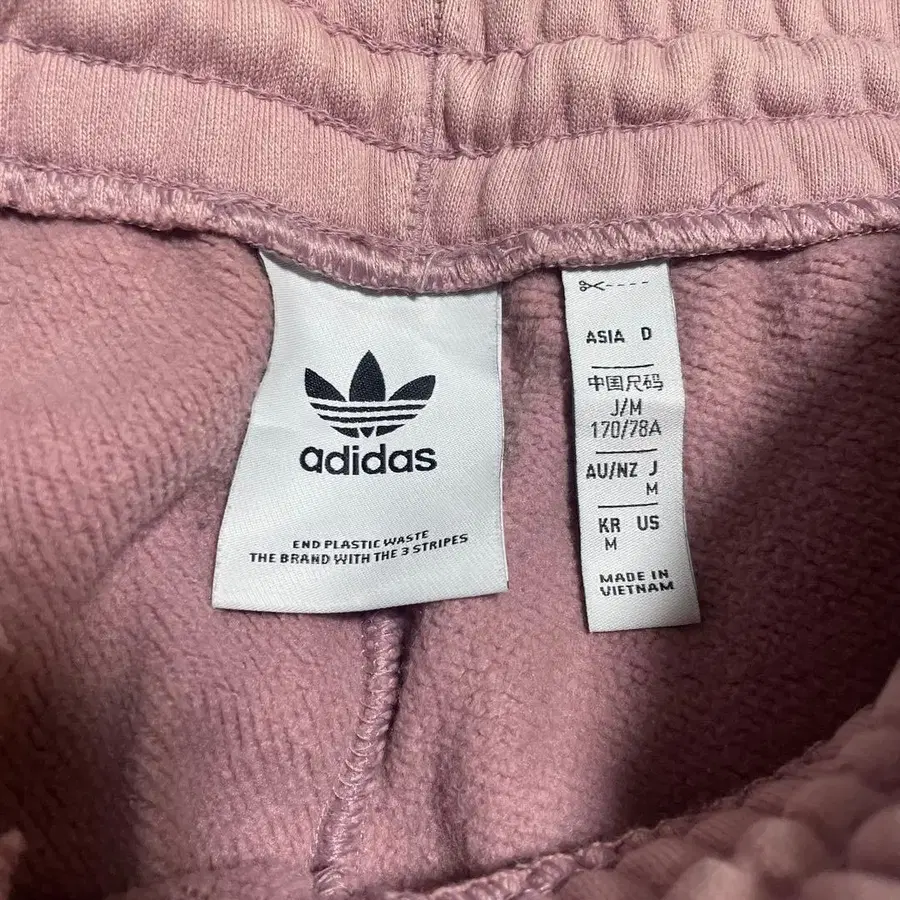 adidas
END PLASTIC WASTE
THE BRAND WITH THE 3 STRIPES
ASIA D
中国尺码
J/M
170/78A
AU/NZ J
M
KR US
M
MADE IN
VIETNAM